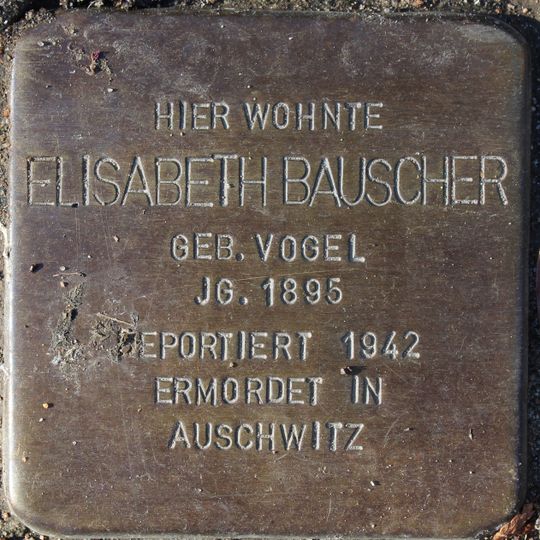 HIER WOHNTE
ELISABETH BAUSCHER
GEB. VOGEL
JG. 1895
DEPORTIERT 1942
ERMORDET IN
AUSCHWITZ